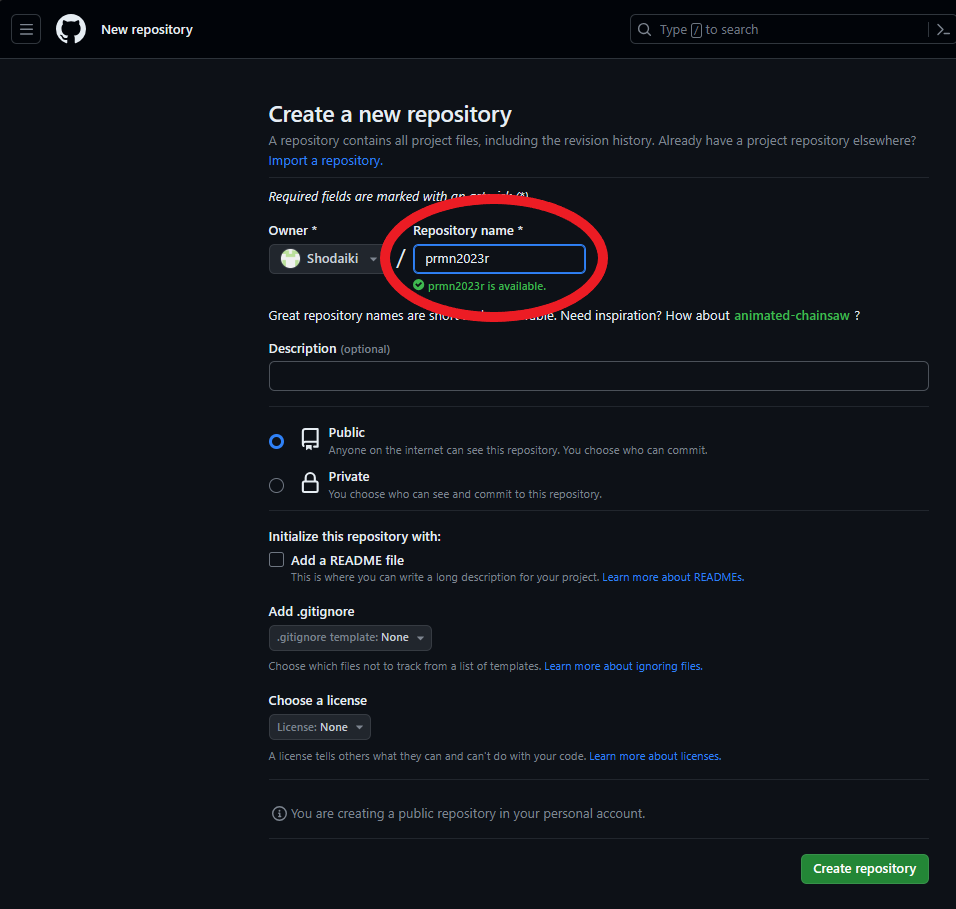 New repository
Type / to search
Create a new repository
A repository contains all project files, including the revision history. Already have a project repository elsewhere?
Import a repository.
Required fields are marked with an
Owner *
Repository name *
Shodaiki
/
prmn2023r
prmn2023r is available.
Great repository names are short Need inspiration? How about animated-chainsaw ?
Description (optional)
Public
Anyone on the internet can see this repository. You choose who can commit.
Private
You choose who can see and commit to this repository.
Initialize this repository with:
Add a README file
This is where you can write a long description for your project. Learn more about READMEs.
Add .gitignore
.gitignore template: None
Choose which files not to track from a list of templates. Learn more about ignoring files.
Choose a license
License: None
A license tells others what they can and can't do with your code. Learn more about licenses.
You are creating a public repository in your personal account.
Create repository